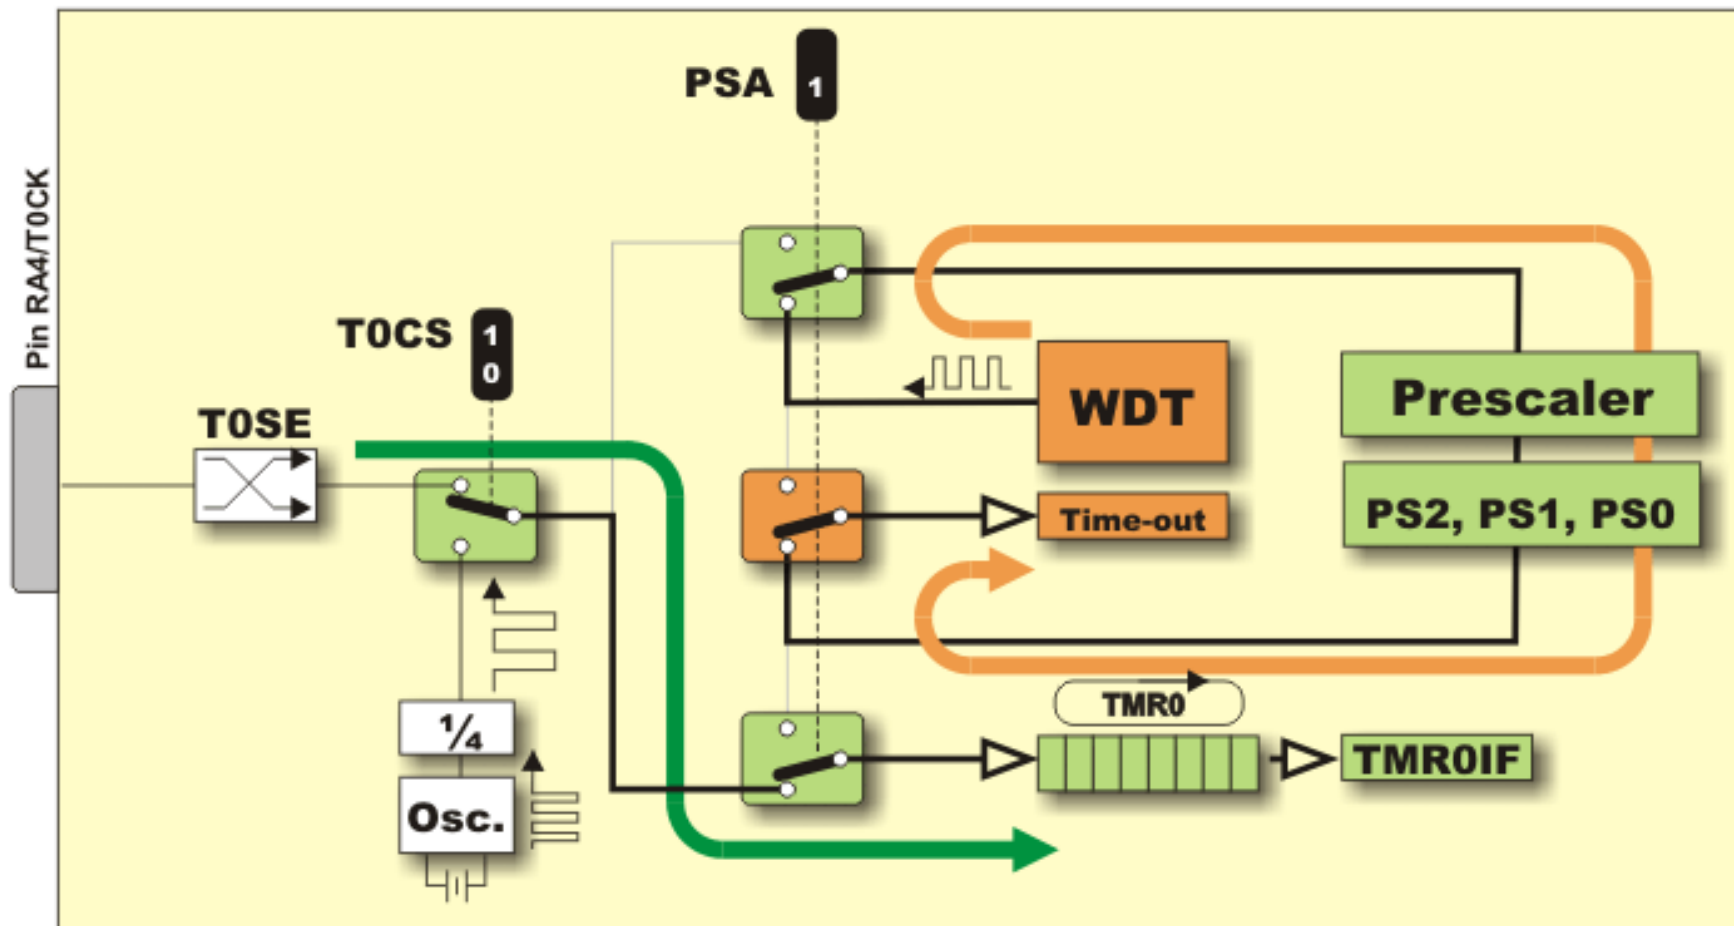 PSA
1
Pin RA4/T0CK
T0CS
1
0
T0SE
WDT
Prescaler
Time-out
PS2, PS1, PS0
TMR0
¼
Osc.
TMR0IF